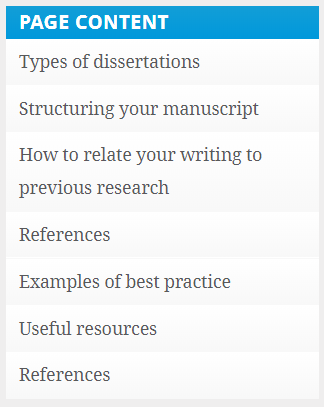 PAGE CONTENT
Types of dissertations
Structuring your manuscript
How to relate your writing to
previous research
References
Examples of best practice
Useful resources
References